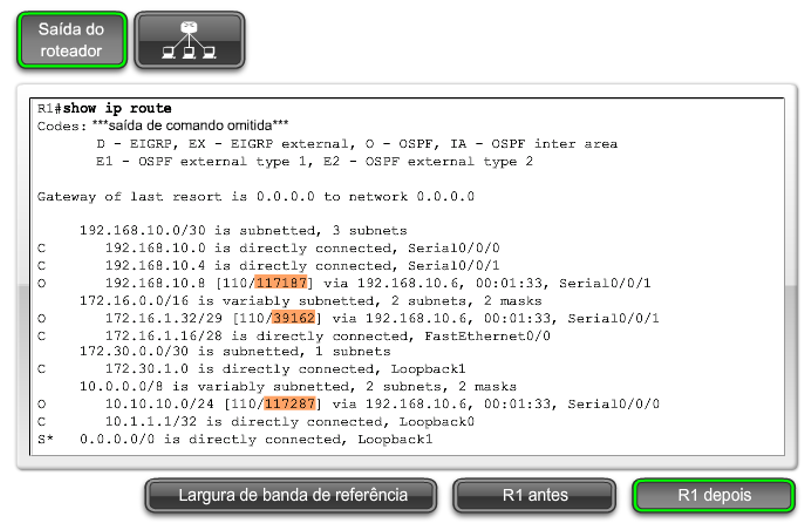 Saída do
roteador
R1#show ip route
Codes: ***saída de comando omitida***
D - EIGRP, EX - EIGRP external, O - OSPF, IA - OSPF inter area
E1 - OSPF external type 1, E2 - OSPF external type 2
Gateway of last resort is 0.0.0.0 to network 0.0.0.0
192.168.10.0/30 is subnetted, 3 subnets
C 192.168.10.0 is directly connected, Serial0/0/0
C 192.168.10.4 is directly connected, Serial0/0/1
O 192.168.10.8 [110/117187] via 192.168.10.6, 00:01:33, Serial0/0/1
172.16.0.0/16 is variably subnetted, 2 subnets, 2 masks
O 172.16.1.32/29 [110/39162] via 192.168.10.6, 00:01:33, Serial0/0/1
C 172.16.1.16/28 is directly connected, FastEthernet0/0
172.30.0.0/30 is subnetted, 1 subnets
C 172.30.1.0 is directly connected, Loopback1
10.0.0.0/8 is variably subnetted, 2 subnets, 2 masks
O 10.10.10.0/24 [110/117287] via 192.168.10.6, 00:01:33, Serial0/0/0
C 10.1.1.1/32 is directly connected, Loopback0
S* 0.0.0.0/0 is directly connected, Loopback1
Largura de banda de referência
R1 antes
R1 depois